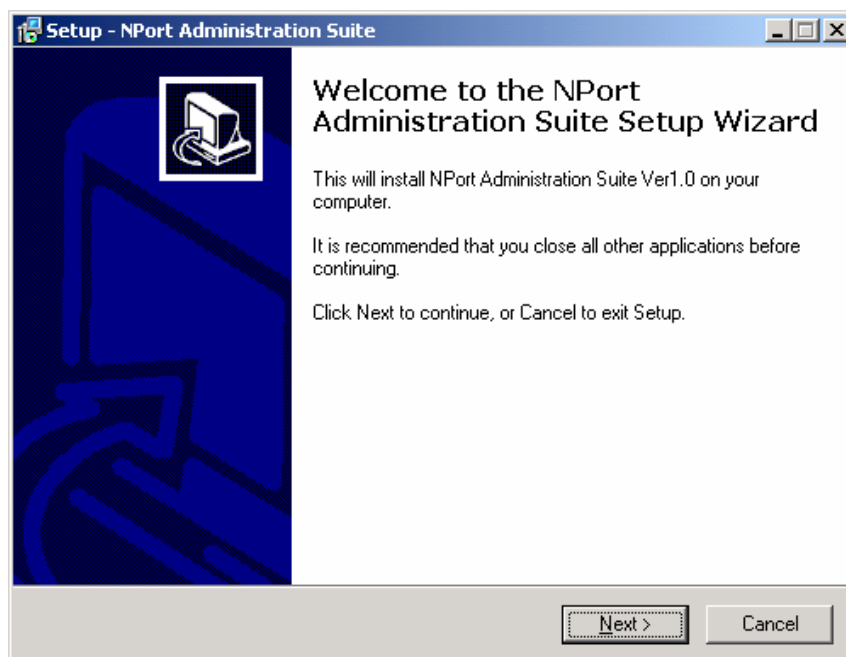 Setup - NPort Administration Suite
Welcome to the NPort
Administration Suite Setup Wizard
This will install NPort Administration Suite Ver1.0 on your
computer.
It is recommended that you close all other applications before
continuing.
Click Next to continue, or Cancel to exit Setup.
Next >
Cancel